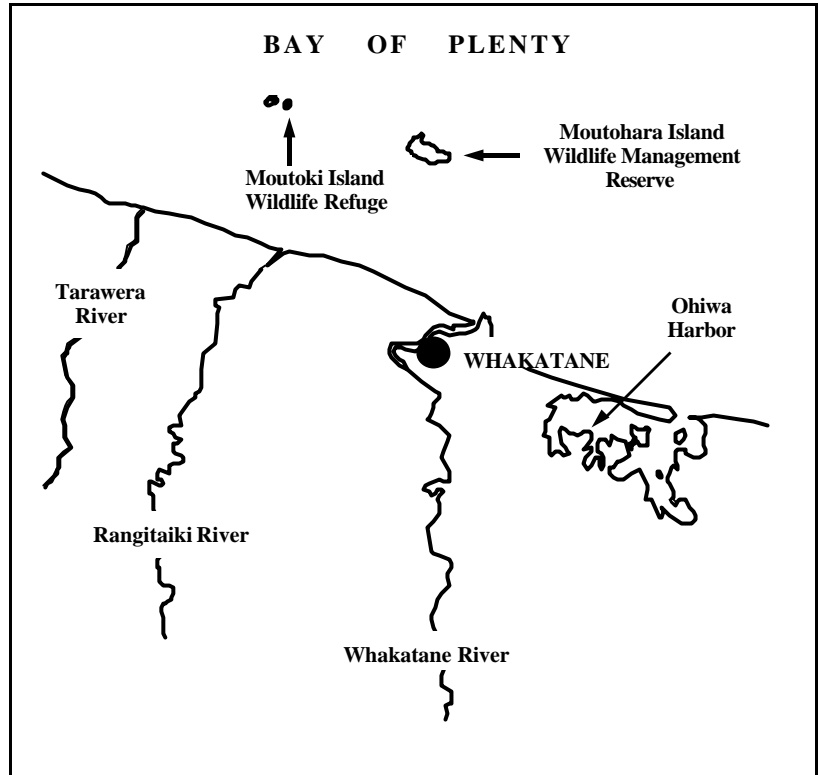 BAY OF PLENTY
Moutohara Island
Wildlife Management
Reserve
Moutoki Island
Wildlife Refuge
Tarawera
River
Ohiwa
Harbor
WHAKATANE
Rangitaiki River
Whakatane River